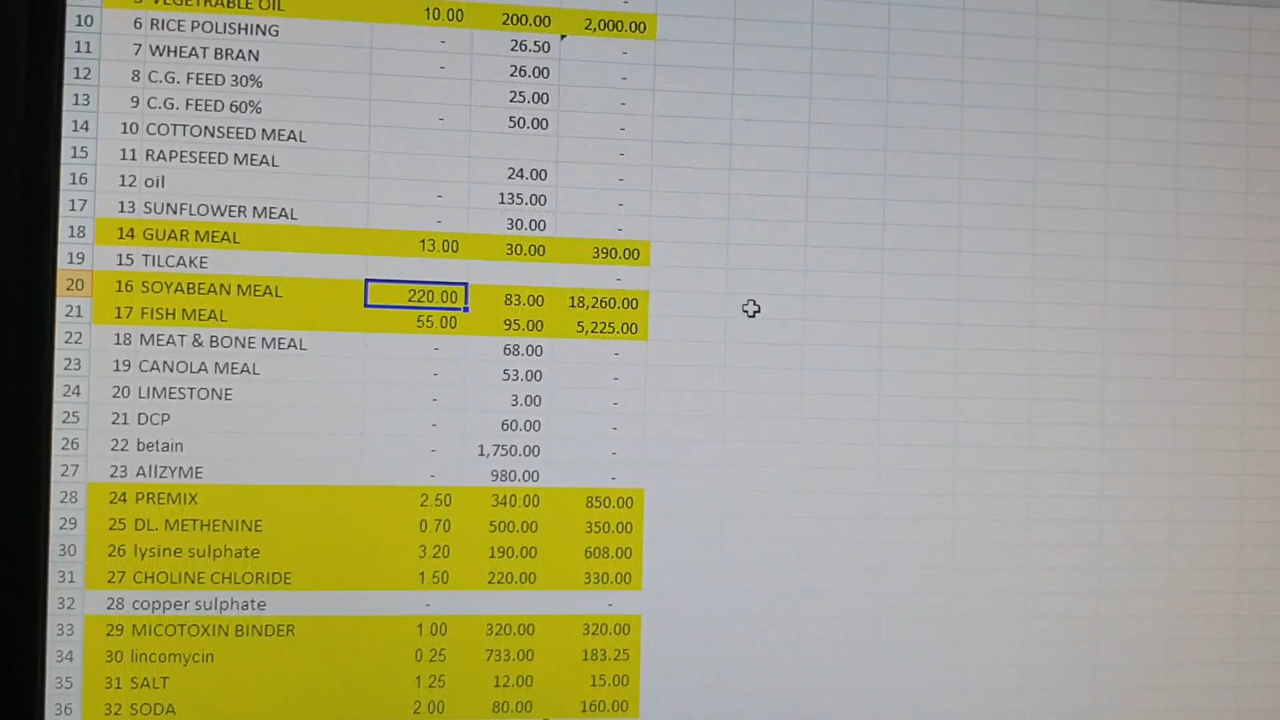 VEGETRABLE OIL 10.00 200.00 2,000.00
10 6 RICE POLISHING - 26.50 -
11 7 WHEAT BRAN - 26.00 -
12 8 C.G. FEED 30% 25.00 -
13 9 C.G. FEED 60% - 50.00 -
14 10 COTTONSEED MEAL -
15 11 RAPESEED MEAL 24.00 -
16 12 oil - 135.00 -
17 13 SUNFLOWER MEAL - 30.00 -
18 14 GUAR MEAL 13.00 30.00 390.00
19 15 TILCAKE -
20 16 SOYABEAN MEAL 220.00 83.00 18,260.00
21 17 FISH MEAL 55.00 95.00 5,225.00
22 18 MEAT & BONE MEAL - 68.00 -
23 19 CANOLA MEAL - 53.00 -
24 20 LIMESTONE - 3.00 -
25 21 DCP - 60.00 -
26 22 betain - 1,750.00 -
27 23 AllZYME - 980.00 -
28 24 PREMIX 2.50 340.00 850.00
29 25 DL. METHENINE 0.70 500.00 350.00
30 26 lysine sulphate 3.20 190.00 608.00
31 27 CHOLINE CHLORIDE 1.50 220.00 330.00
32 28 copper sulphate - -
33 29 MICOTOXIN BINDER 1.00 320.00 320.00
34 30 lincomycin 0.25 733.00 183.25
35 31 SALT 1.25 12.00 15.00
36 32 SODA 2.00 80.00 160.00